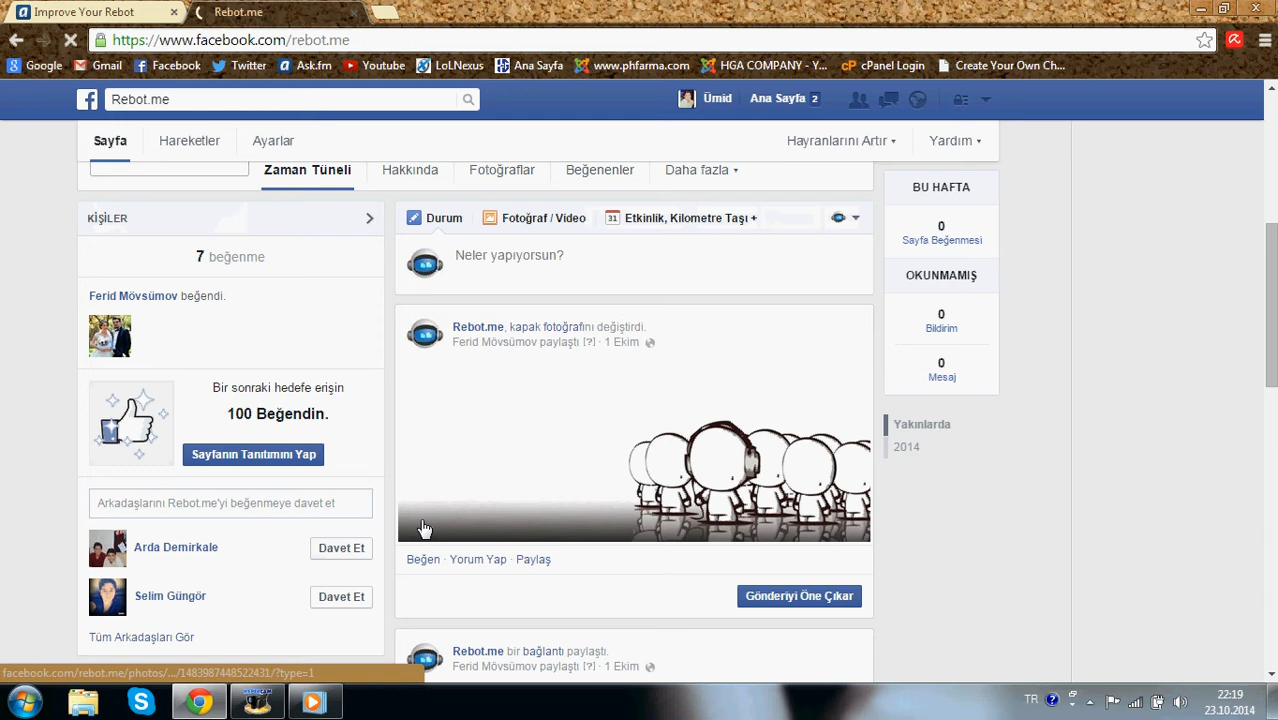 Improve Your Rebot
Rebot.me
https://www.facebook.com/rebot.me
Google Gmail Facebook Twitter Ask.fm Youtube LoLNexus Ana Sayfa www.phfarma.com HGA COMPANY - Y... cPanel Login Create Your Own Ch...
Rebot.me
Ümid Ana Sayfa 2
Sayfa Hareketler Ayarlar Hayranlarını Artır Yardım
Zaman Tüneli Hakkında Fotoğraflar Beğenenler Daha fazla
KİŞİLER
7 beğenme
Ferid Mövsümov beğendi.
Bir sonraki hedefe erişin
100 Beğendin.
Sayfanın Tanıtımını Yap
Arkadaşlarını Rebot.me'yi beğenmeye davet et
Arda Demirkale Davet Et
Selim Güngör Davet Et
Tüm Arkadaşları Gör
Durum Fotoğraf / Video 31 Etkinlik, Kilometre Taşı +
Neler yapıyorsun?
Rebot.me, kapak fotoğrafını değiştirdi.
Ferid Mövsümov paylaştı [?] · 1 Ekim
Beğen · Yorum Yap · Paylaş
Gönderiyi Öne Çıkar
Rebot.me bir bağlantı paylaştı.
Ferid Mövsümov paylaştı [?] · 1 Ekim
BU HAFTA
0
Sayfa Beğenmesi
OKUNMAMIŞ
0
Bildirim
0
Mesaj
Yakınlarda
2014
facebook.com/rebot.me/photos/.../1483987448522431/?type=1
TR
22:19
23.10.2014